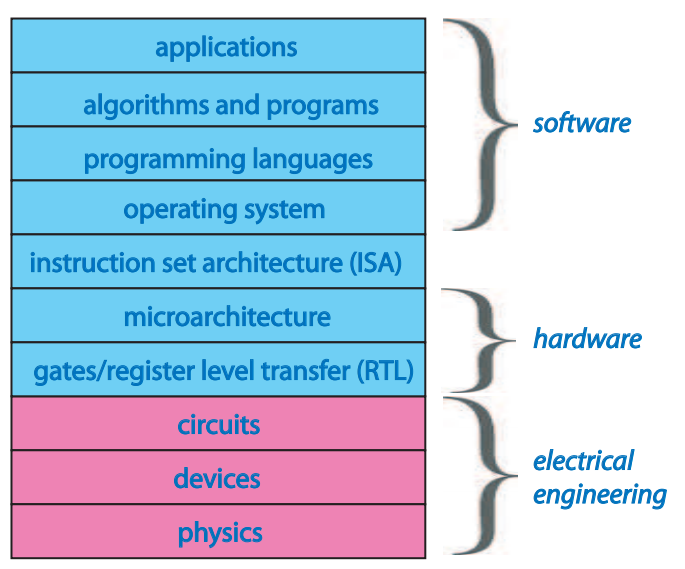 applications
algorithms and programs
programming languages
operating system
instruction set architecture (ISA)
microarchitecture
gates/register level transfer (RTL)
circuits
devices
physics
software
hardware
electrical
engineering